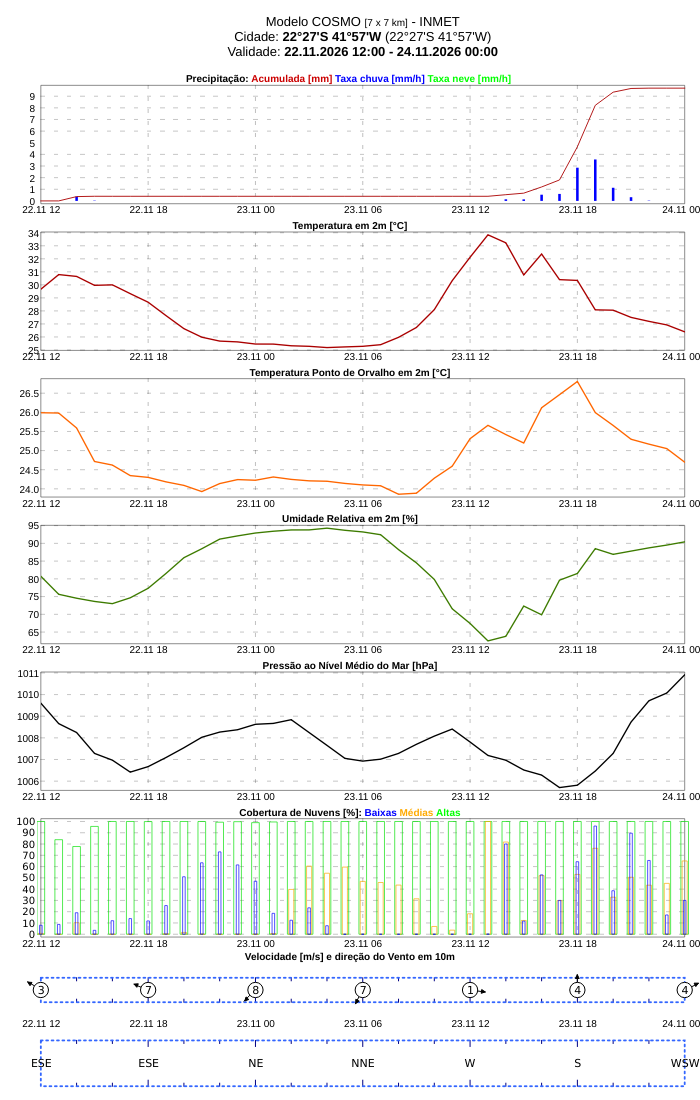 Modelo COSMO [7 x 7 km] - INMET
Cidade: 22°27'S 41°57'W (22°27'S 41°57'W)
Validade: 22.11.2026 12:00 - 24.11.2026 00:00
Precipitação: Acumulada [mm] Taxa chuva [mm/h] Taxa neve [mm/h]
9
8
7
6
5
4
3
2
1
0
22.11 12 22.11 18 23.11 00 23.11 06 23.11 12 23.11 18 24.11 00
Temperatura em 2m [°C]
34
33
32
31
30
29
28
27
26
25
22.11 12 22.11 18 23.11 00 23.11 06 23.11 12 23.11 18 24.11 00
Temperatura Ponto de Orvalho em 2m [°C]
26.5
26.0
25.5
25.0
24.5
24.0
22.11 12 22.11 18 23.11 00 23.11 06 23.11 12 23.11 18 24.11 00
Umidade Relativa em 2m [%]
95
90
85
80
75
70
65
22.11 12 22.11 18 23.11 00 23.11 06 23.11 12 23.11 18 24.11 00
Pressão ao Nível Médio do Mar [hPa]
1011
1010
1009
1008
1007
1006
22.11 12 22.11 18 23.11 00 23.11 06 23.11 12 23.11 18 24.11 00
Cobertura de Nuvens [%]: Baixas Médias Altas
100
90
80
70
60
50
40
30
20
10
0
22.11 12 22.11 18 23.11 00 23.11 06 23.11 12 23.11 18 24.11 00
Velocidade [m/s] e direção do Vento em 10m
3 7 8 7 1 4 4
22.11 12 22.11 18 23.11 00 23.11 06 23.11 12 23.11 18 24.11 00
ESE ESE NE NNE W S WSW